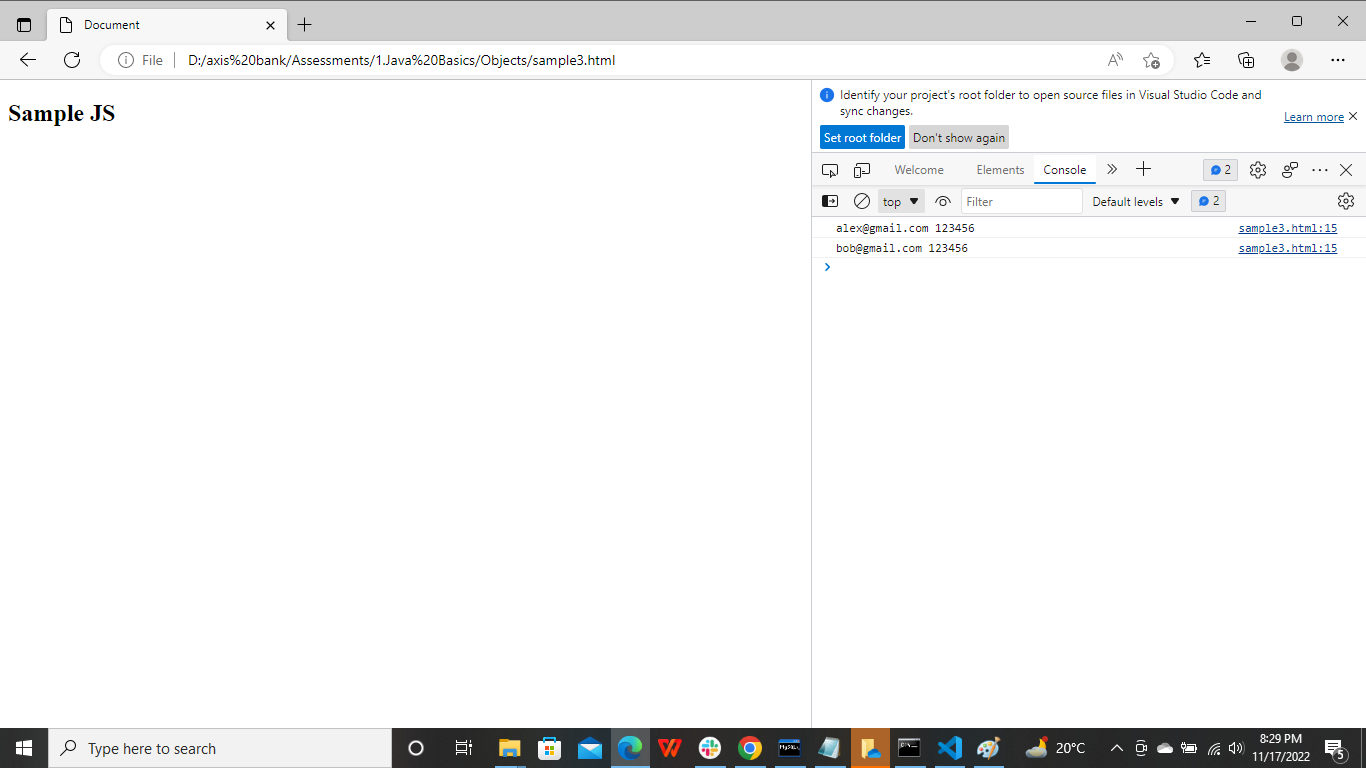 Document
File
D:/axis%20bank/Assessments/1.Java%20Basics/Objects/sample3.html
Sample JS
Identify your project's root folder to open source files in Visual Studio Code and
sync changes.
Learn more
Set root folder
Don't show again
Welcome
Elements
Console
2
top
Filter
Default levels
2
alex@gmail.com 123456
sample3.html:15
bob@gmail.com 123456
sample3.html:15
Type here to search
20°C
8:29 PM
11/17/2022
5